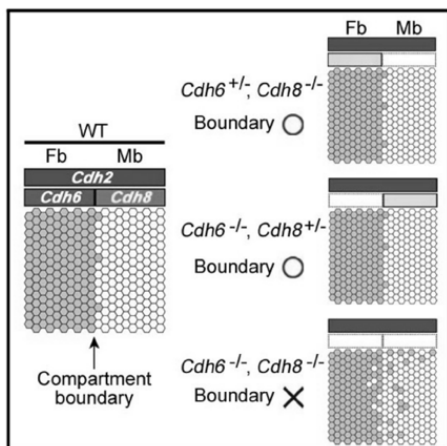 WT
Fb Mb
Cdh2
Cdh6 Cdh8
Compartment
boundary
Fb Mb
Cdh6+/-; Cdh8-/-
Boundary ○
Cdh6-/-, Cdh8+/-
Boundary ○
Cdh6-/-, Cdh8-/-
Boundary ×